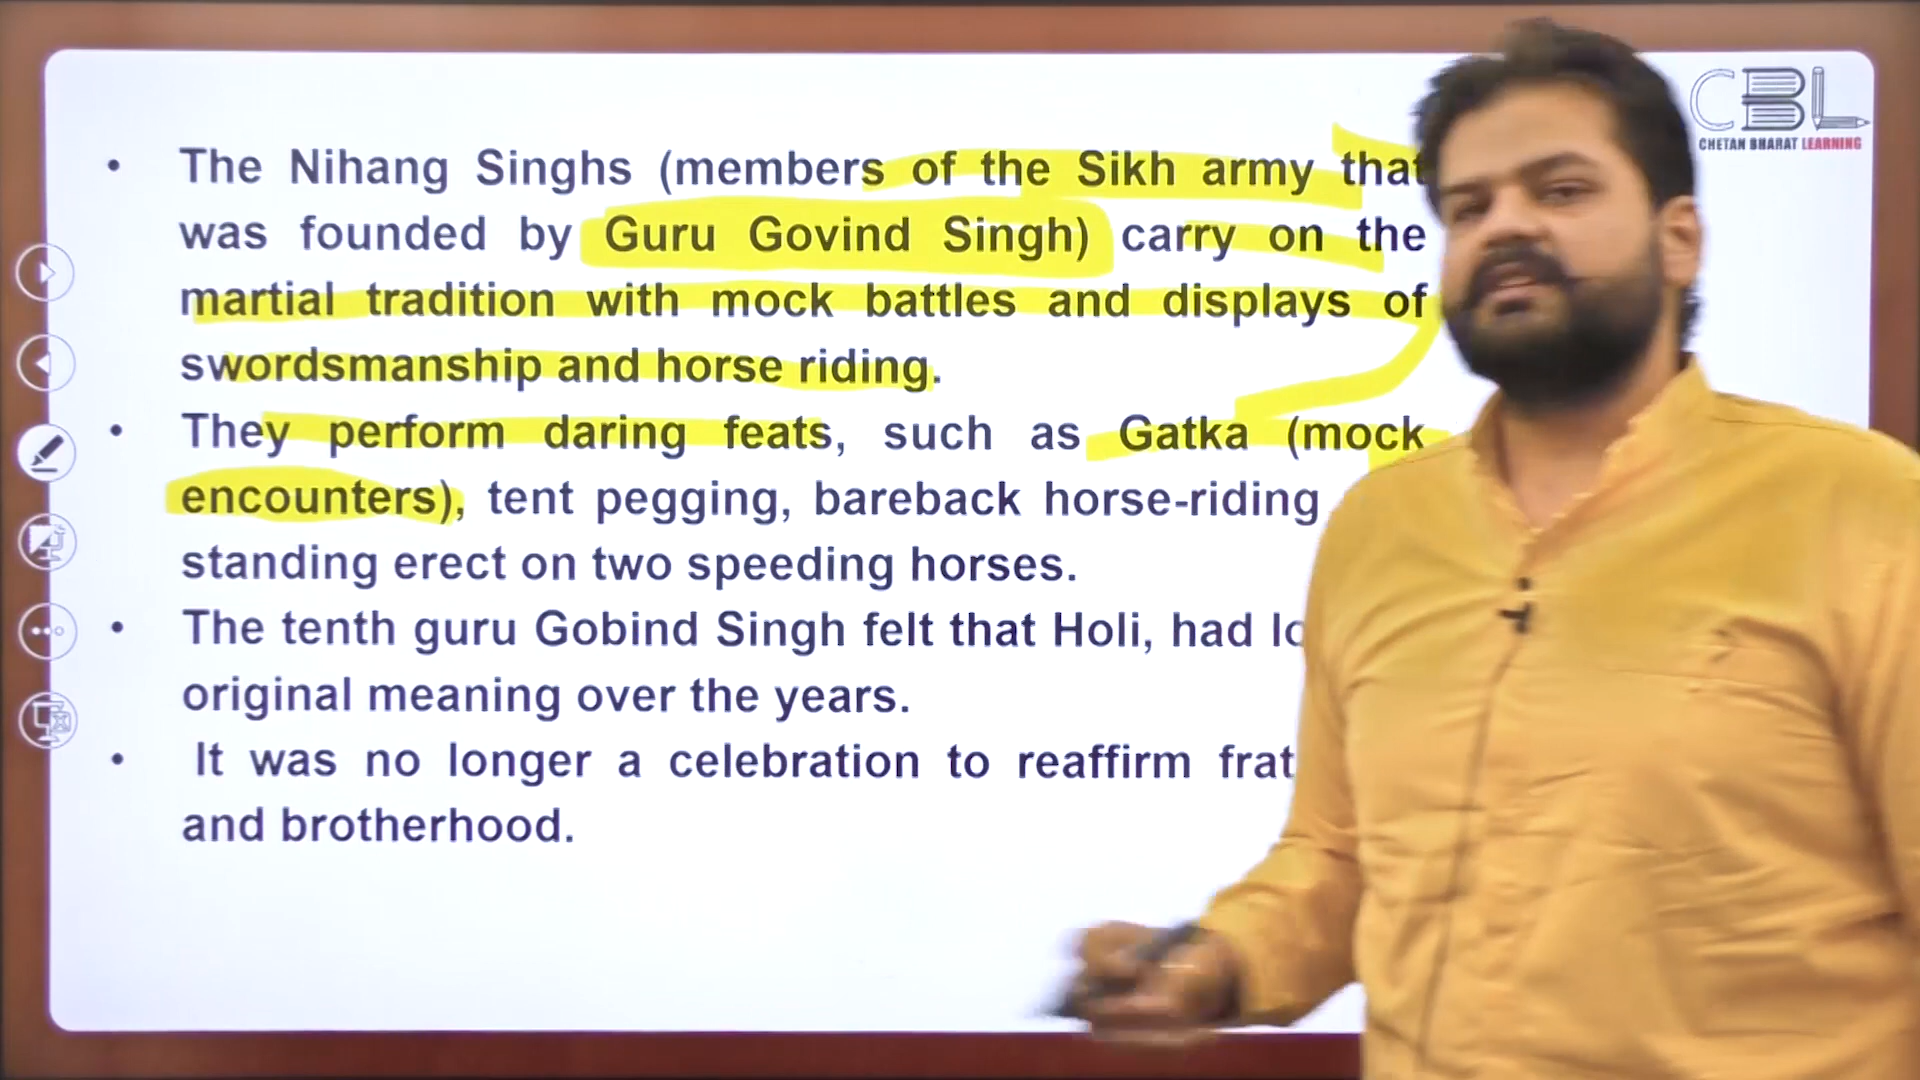 CBL
CHETAN BHARAT LEARNING
• The Nihang Singhs (members of the Sikh army that
was founded by Guru Govind Singh) carry on the
martial tradition with mock battles and displays of
swordsmanship and horse riding.
• They perform daring feats, such as Gatka (mock
encounters), tent pegging, bareback horse-riding
standing erect on two speeding horses.
• The tenth guru Gobind Singh felt that Holi, had
original meaning over the years.
• It was no longer a celebration to reaffirm
and brotherhood.